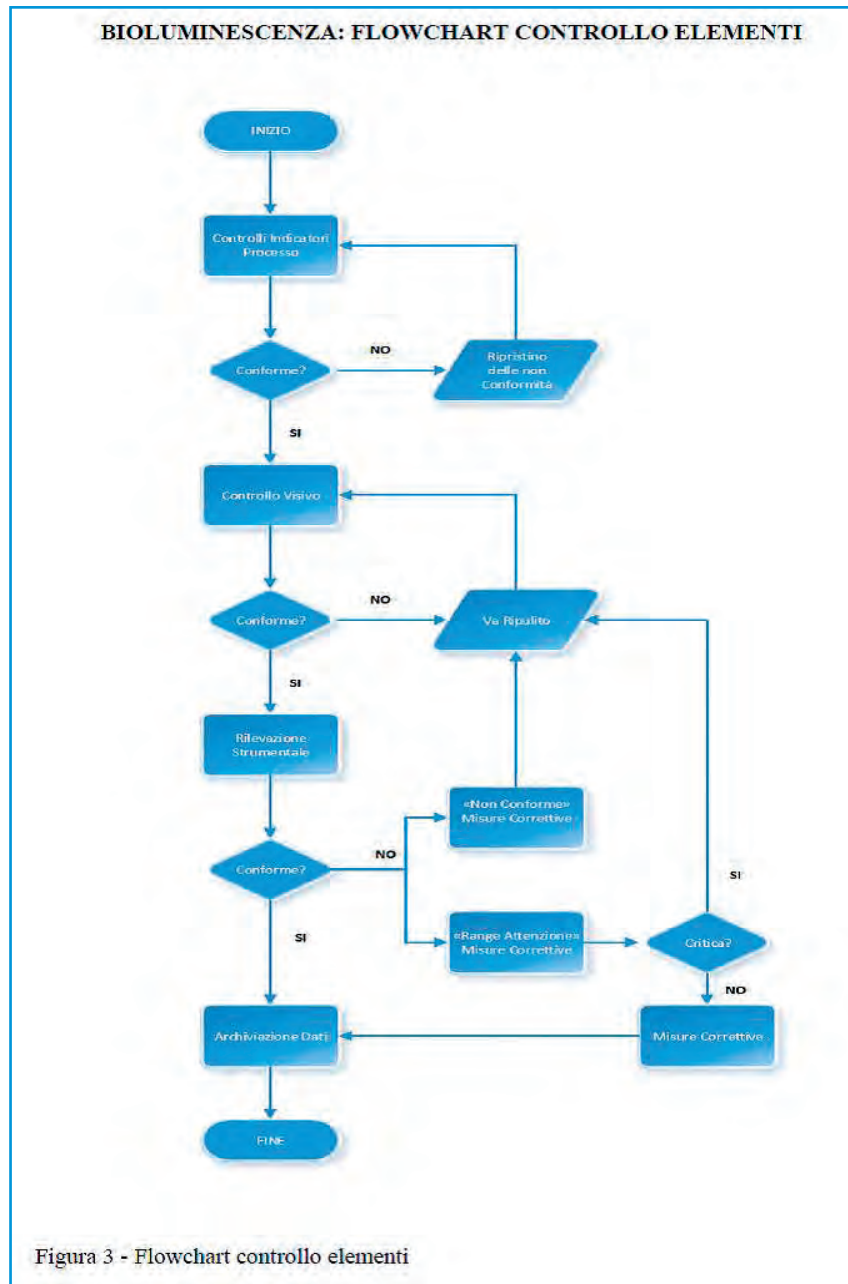 BIOLUMINESCENZA: FLOWCHART CONTROLLO ELEMENTI
INIZIO
Controlli Indicatori
Processo
Conforme?
NO
Ripristino
delle non
Conformità
SI
Controllo Visivo
Conforme?
NO
Va Ripulito
SI
Rilevazione
Strumentale
«Non Conforme»
Misure Correttive
Conforme?
NO
SI
«Range Attenzione»
Misure Correttive
SI
Critica?
NO
Archiviazione Dati
Misure Correttive
FINE
Figura 3 - Flowchart controllo elementi